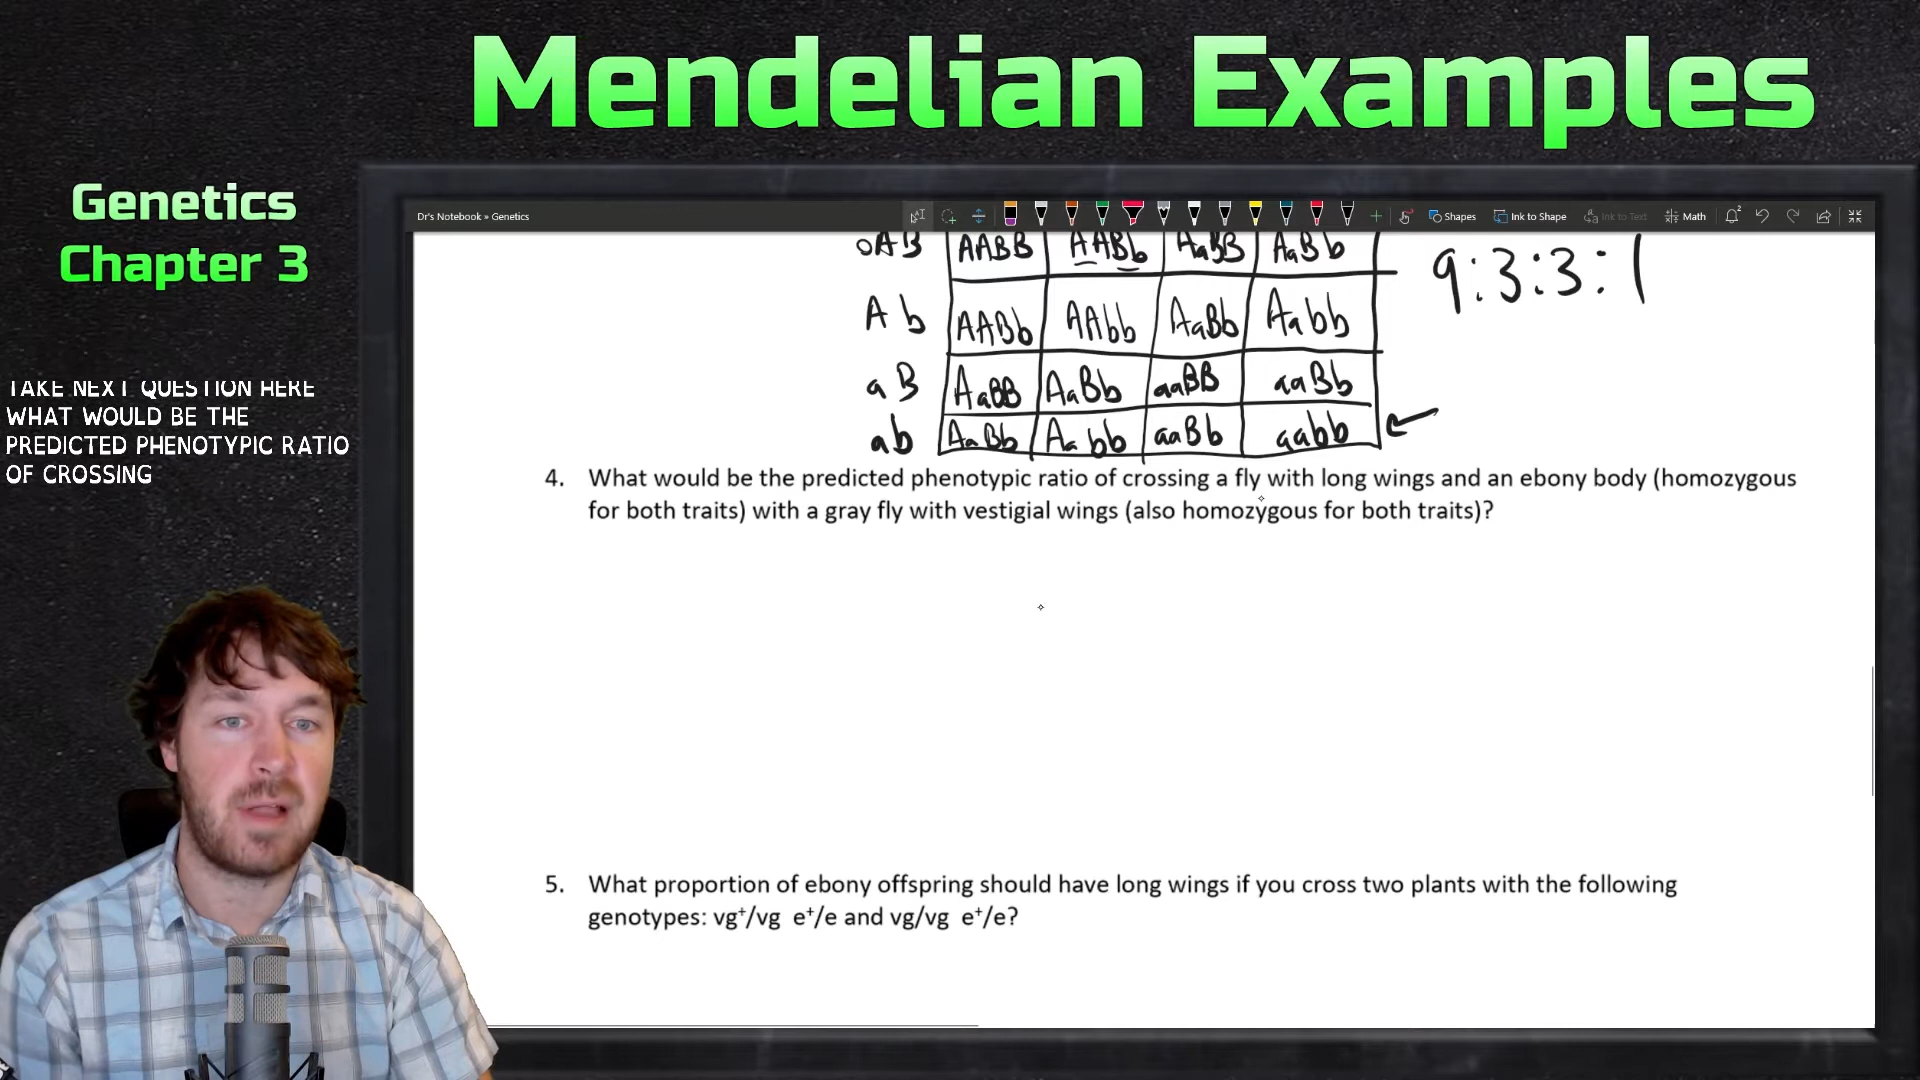 Mendelian Examples
Genetics
Chapter 3
Dr's Notebook » Genetics
Shapes
Ink to Shape
Ink to Text
Math
TAKE NEXT QUESTION HERE
WHAT WOULD BE THE
PREDICTED PHENOTYPIC RATIO
OF CROSSING
AB AABB AABb AaBB AaBb
9:3:3:1
Ab AABb AAbb AaBb Aabb
aB AaBB AaBb aaBB aaBb
ab AaBb Aabb aaBb aabb
4. What would be the predicted phenotypic ratio of crossing a fly with long wings and an ebony body (homozygous
for both traits) with a gray fly with vestigial wings (also homozygous for both traits)?
5. What proportion of ebony offspring should have long wings if you cross two plants with the following
genotypes: vg⁺/vg e⁺/e and vg/vg e⁺/e?